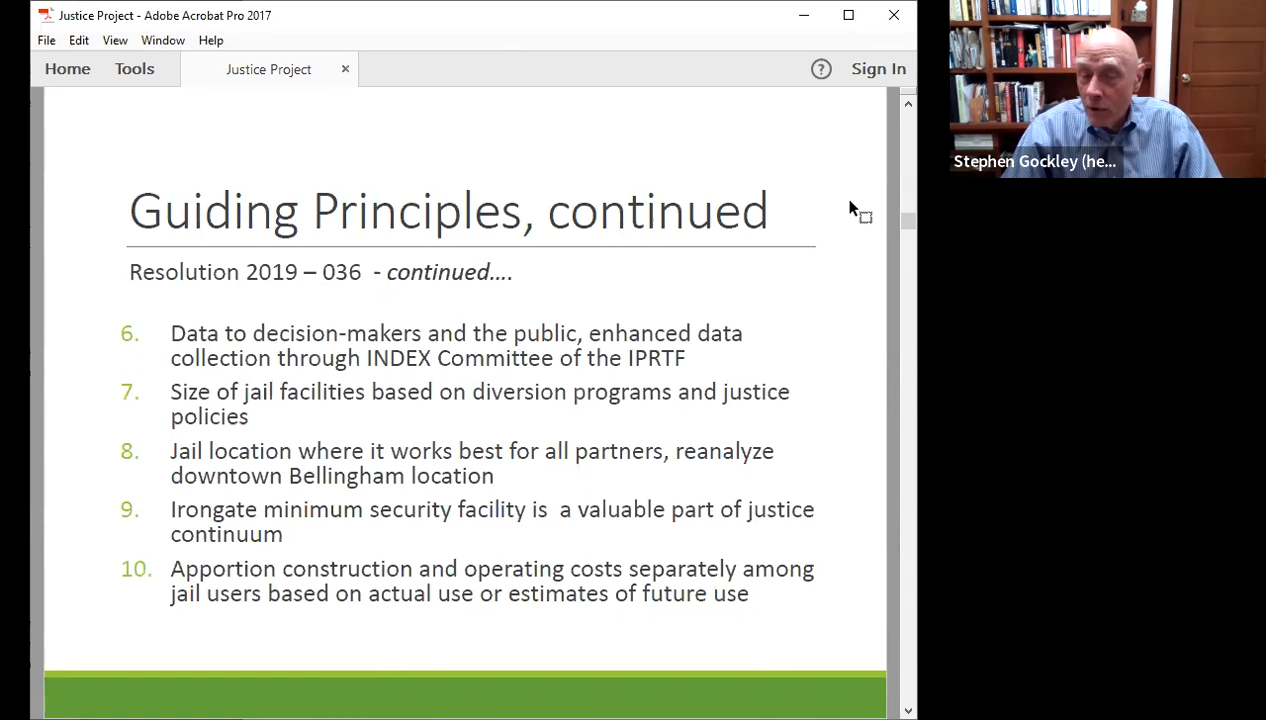 Justice Project - Adobe Acrobat Pro 2017
File Edit View Window Help
Home Tools Justice Project × ? Sign In
Stephen Gockley (he...
Guiding Principles, continued
Resolution 2019 – 036 - continued....
6. Data to decision-makers and the public, enhanced data
collection through INDEX Committee of the IPRTF
7. Size of jail facilities based on diversion programs and justice
policies
8. Jail location where it works best for all partners, reanalyze
downtown Bellingham location
9. Irongate minimum security facility is a valuable part of justice
continuum
10. Apportion construction and operating costs separately among
jail users based on actual use or estimates of future use